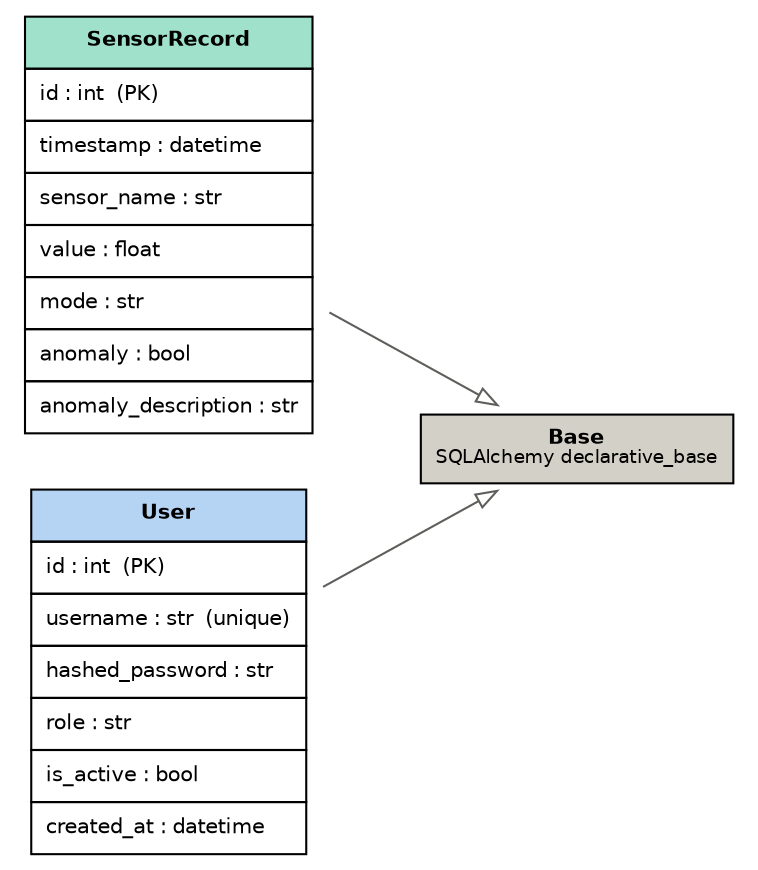 SensorRecord
id : int  (PK)
timestamp : datetime
sensor_name : str
value : float
mode : str
anomaly : bool
anomaly_description : str
Base
SQLAlchemy declarative_base
User
id : int  (PK)
username : str  (unique)
hashed_password : str
role : str
is_active : bool
created_at : datetime